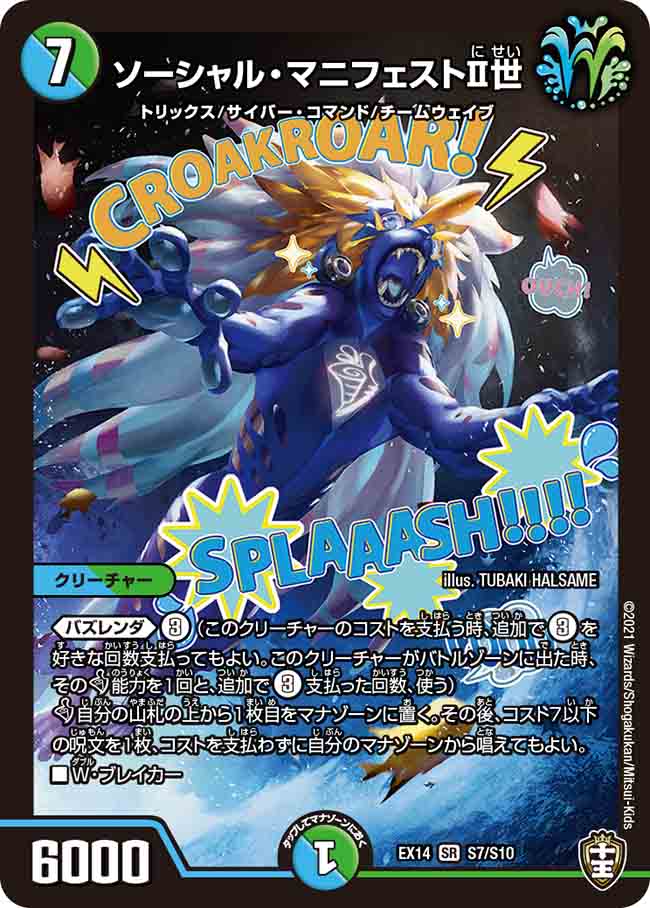 7
ソーシャル・マニフェストⅡ世
にせい
トリックス/サイバー・コマンド/チームウェイブ
CROAKROAR!
OUCH!
SPLAAASH!!!!
クリーチャー
illus. TUBAKI HALSAME
バズレンダ 3 (このクリーチャーのコストを支払う時、追加で 3 を
好きな回数支払ってもよい。このクリーチャーがバトルゾーンに出た時、
その能力を1回と、追加で 3 支払った回数、使う)
自分の山札の上から1枚目をマナゾーンに置く。その後、コスト7以下
の呪文を1枚、コストを支払わずに自分のマナゾーンから唱えてもよい。
■W・ブレイカー
ダブル
©2021 Wizards/Shogakukan/Mitsui-Kids
6000
タップしてマナゾーンにおく
1
EX14 SR S7/S10